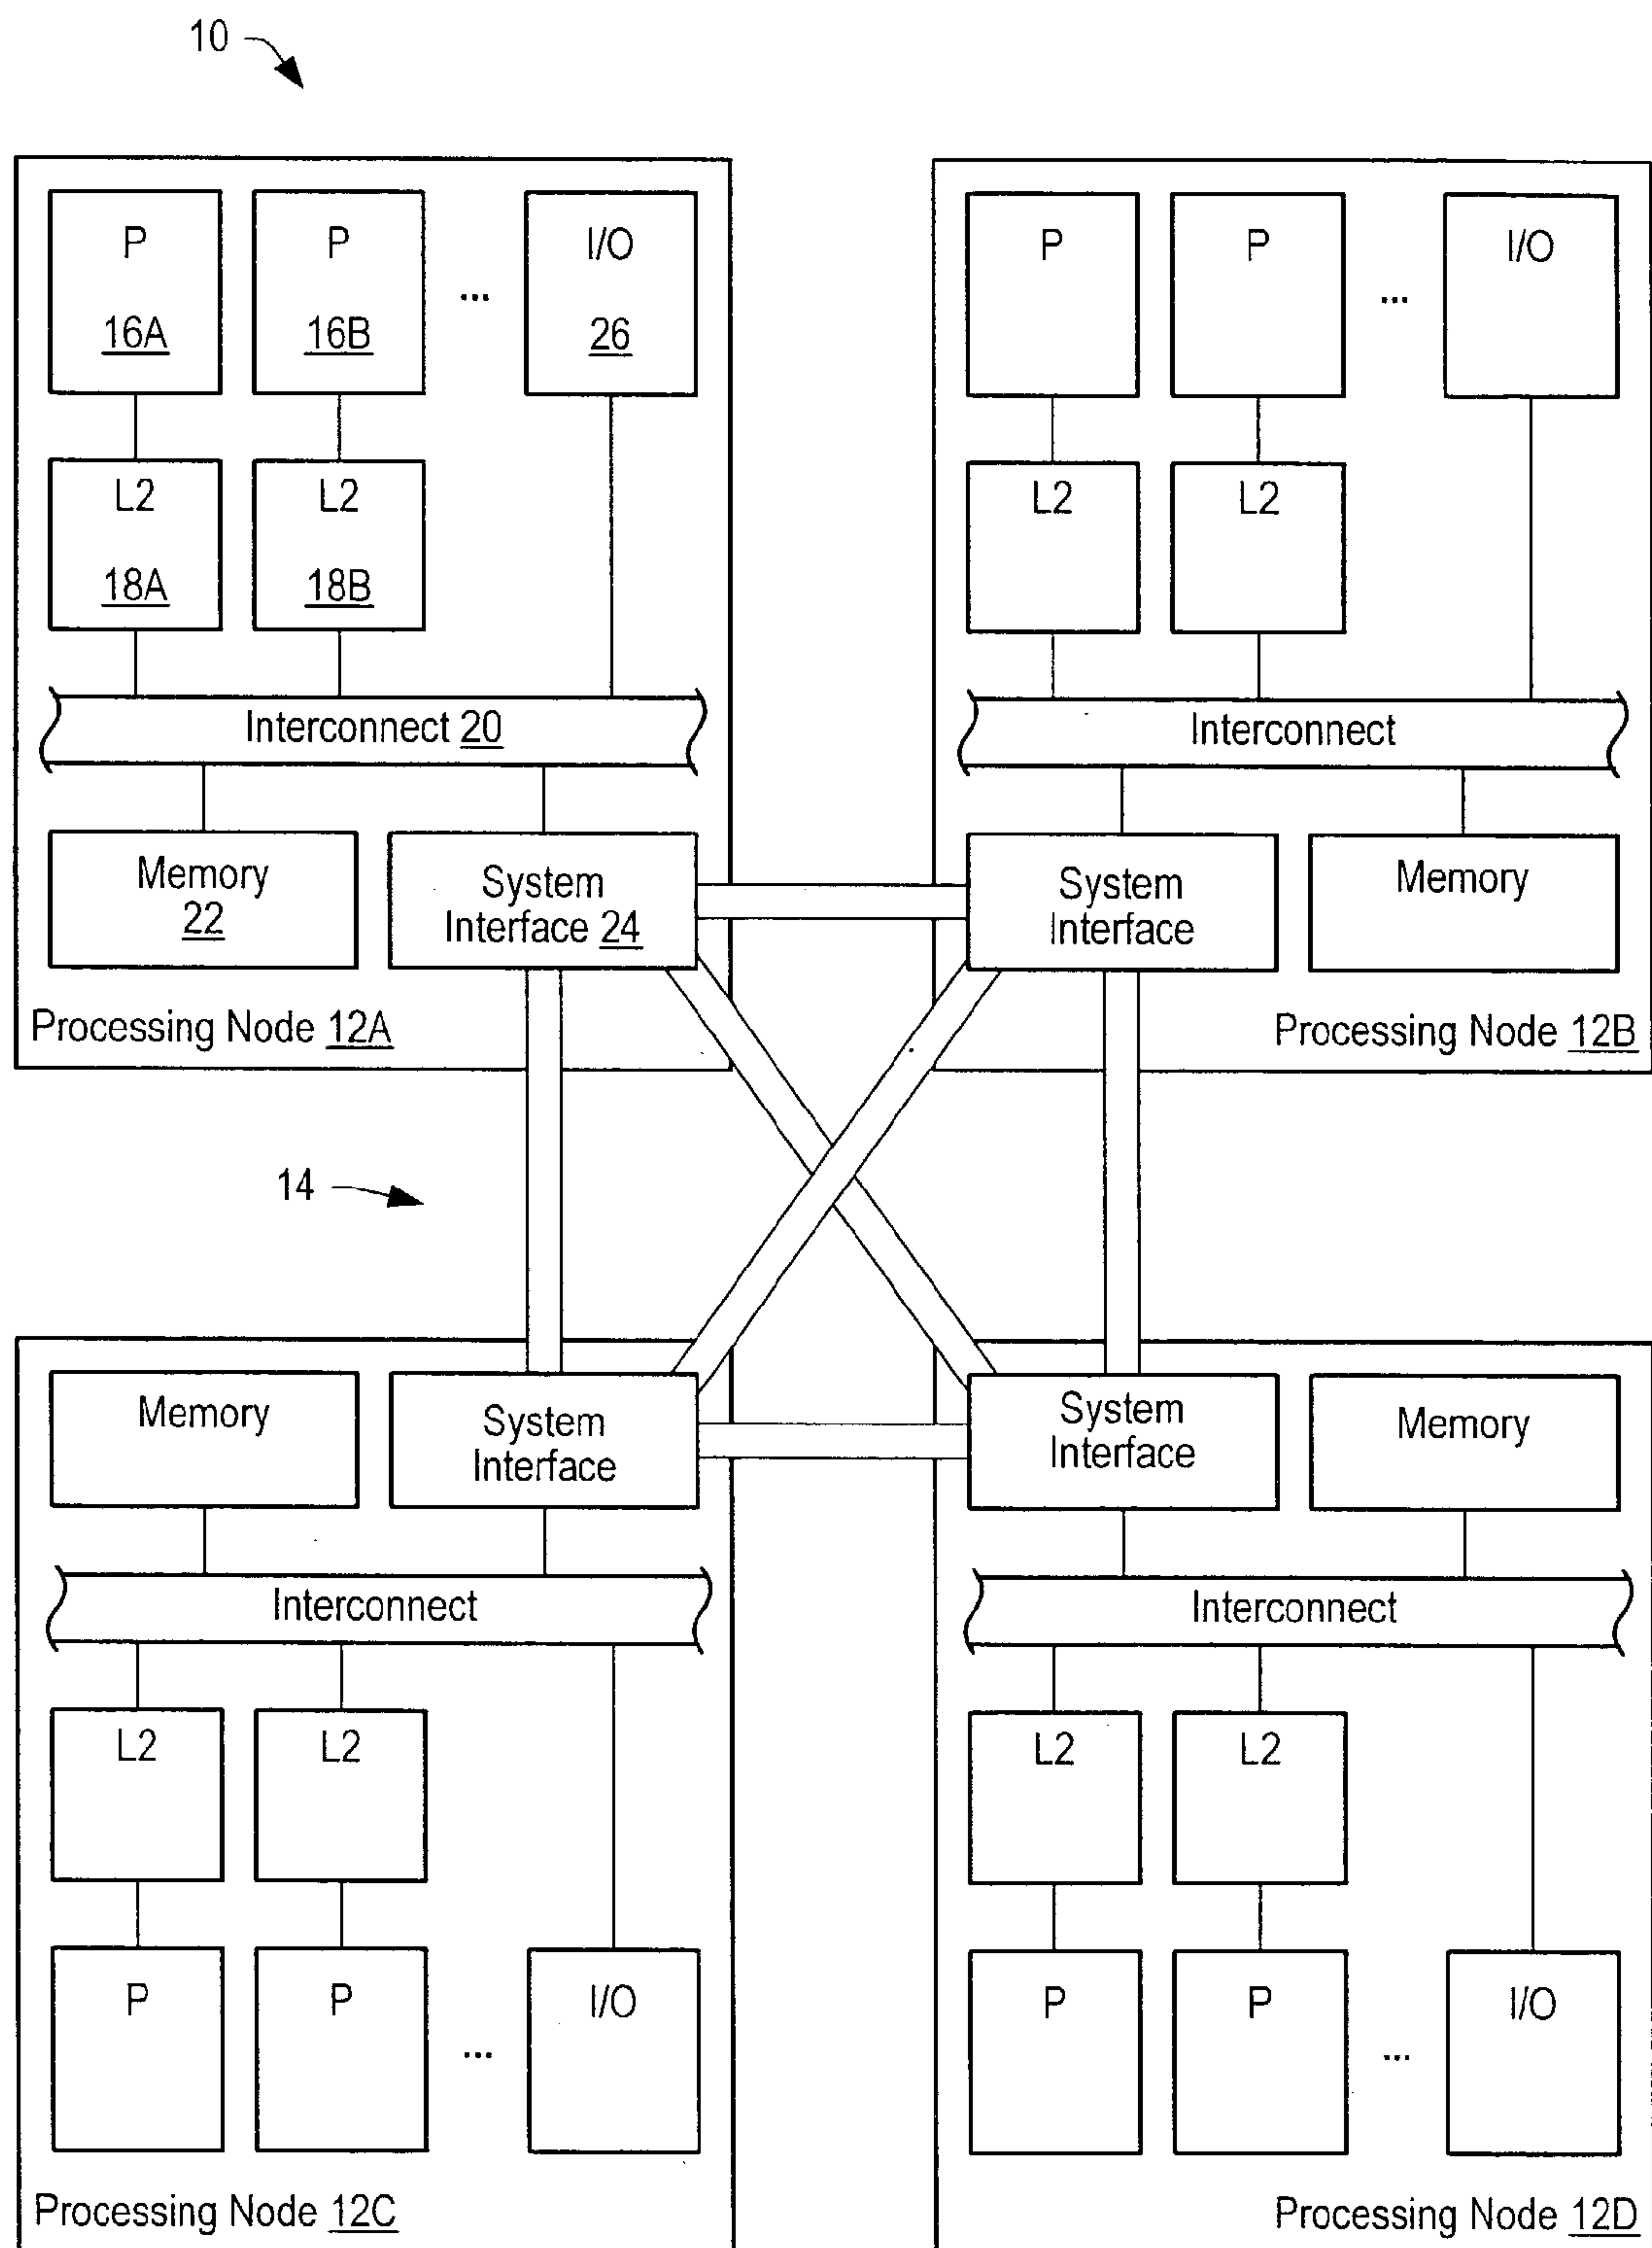 10
P
16A
P
16B
...
I/O
26
L2
18A
L2
18B
Interconnect 20
Memory
22
System
Interface 24
Processing Node 12A
P
P
...
I/O
L2
L2
Interconnect
System
Interface
Memory
Processing Node 12B
14
Memory
System
Interface
Interconnect
L2
L2
P
P
...
I/O
Processing Node 12C
System
Interface
Memory
Interconnect
L2
L2
P
P
...
I/O
Processing Node 12D